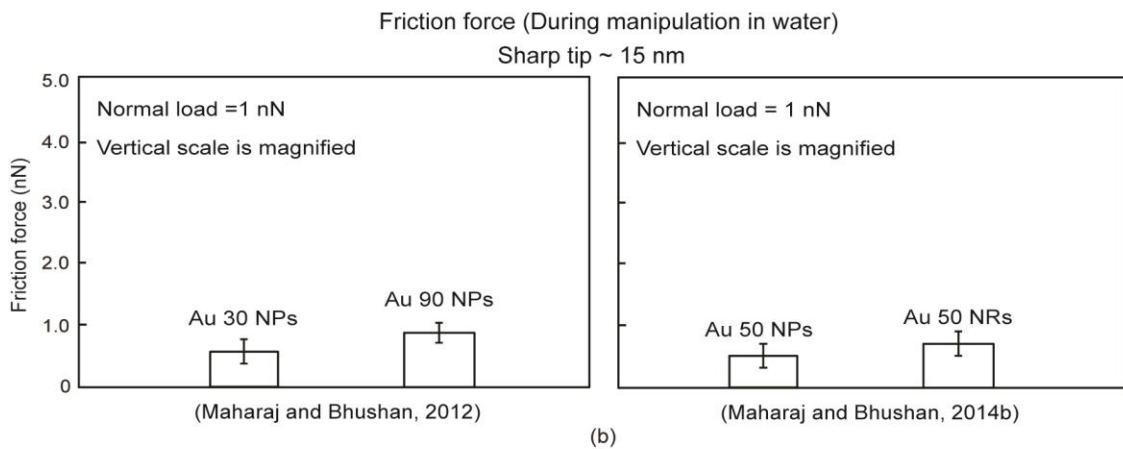 Friction force (During manipulation in water)
Sharp tip ~ 15 nm
Friction force (nN)
5.0
4.0
3.0
2.0
1.0
0
Normal load =1 nN
Vertical scale is magnified
Au 30 NPs
Au 90 NPs
(Maharaj and Bhushan, 2012)
Normal load = 1 nN
Vertical scale is magnified
Au 50 NPs
Au 50 NRs
(Maharaj and Bhushan, 2014b)
(b)